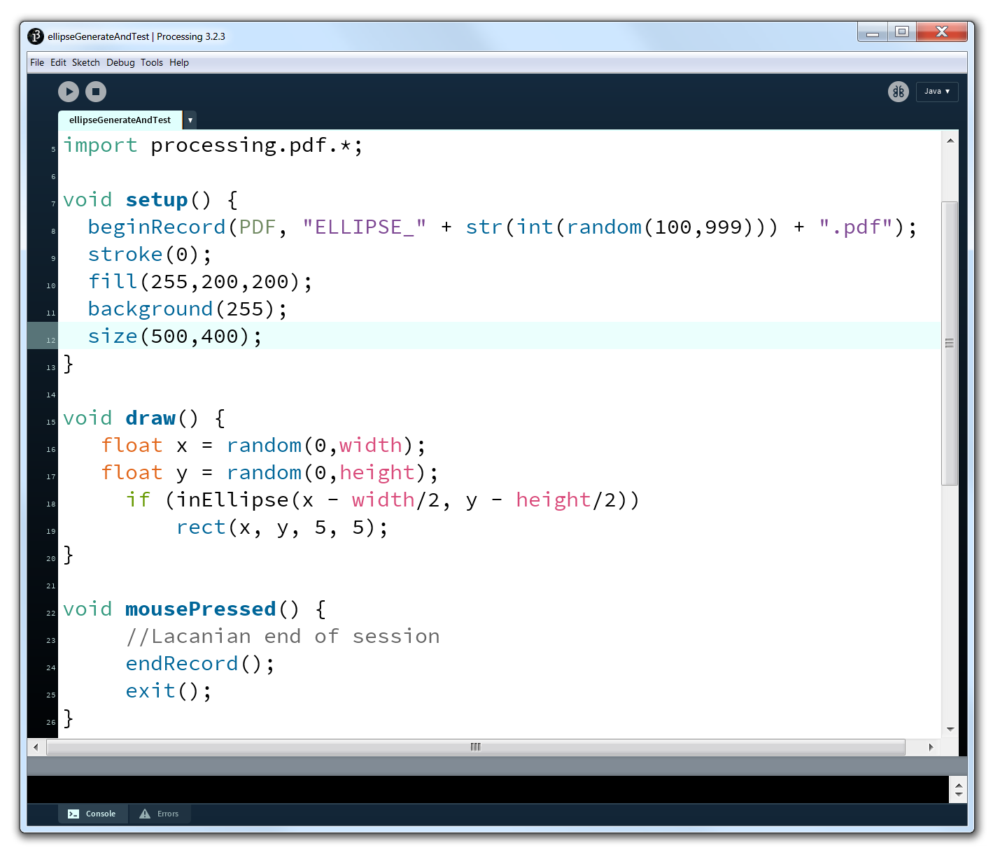 ellipseGenerateAndTest | Processing 3.2.3
File Edit Sketch Debug Tools Help
Java ▾
ellipseGenerateAndTest ▾
5 import processing.pdf.*;
6
7 void setup() {
8   beginRecord(PDF, "ELLIPSE_" + str(int(random(100,999))) + ".pdf");
9   stroke(0);
10   fill(255,200,200);
11   background(255);
12   size(500,400);
13 }
14
15 void draw() {
16    float x = random(0,width);
17    float y = random(0,height);
18      if (inEllipse(x - width/2, y - height/2))
19          rect(x, y, 5, 5);
20 }
21
22 void mousePressed() {
23      //Lacanian end of session
24      endRecord();
25      exit();
26 }
Console Errors